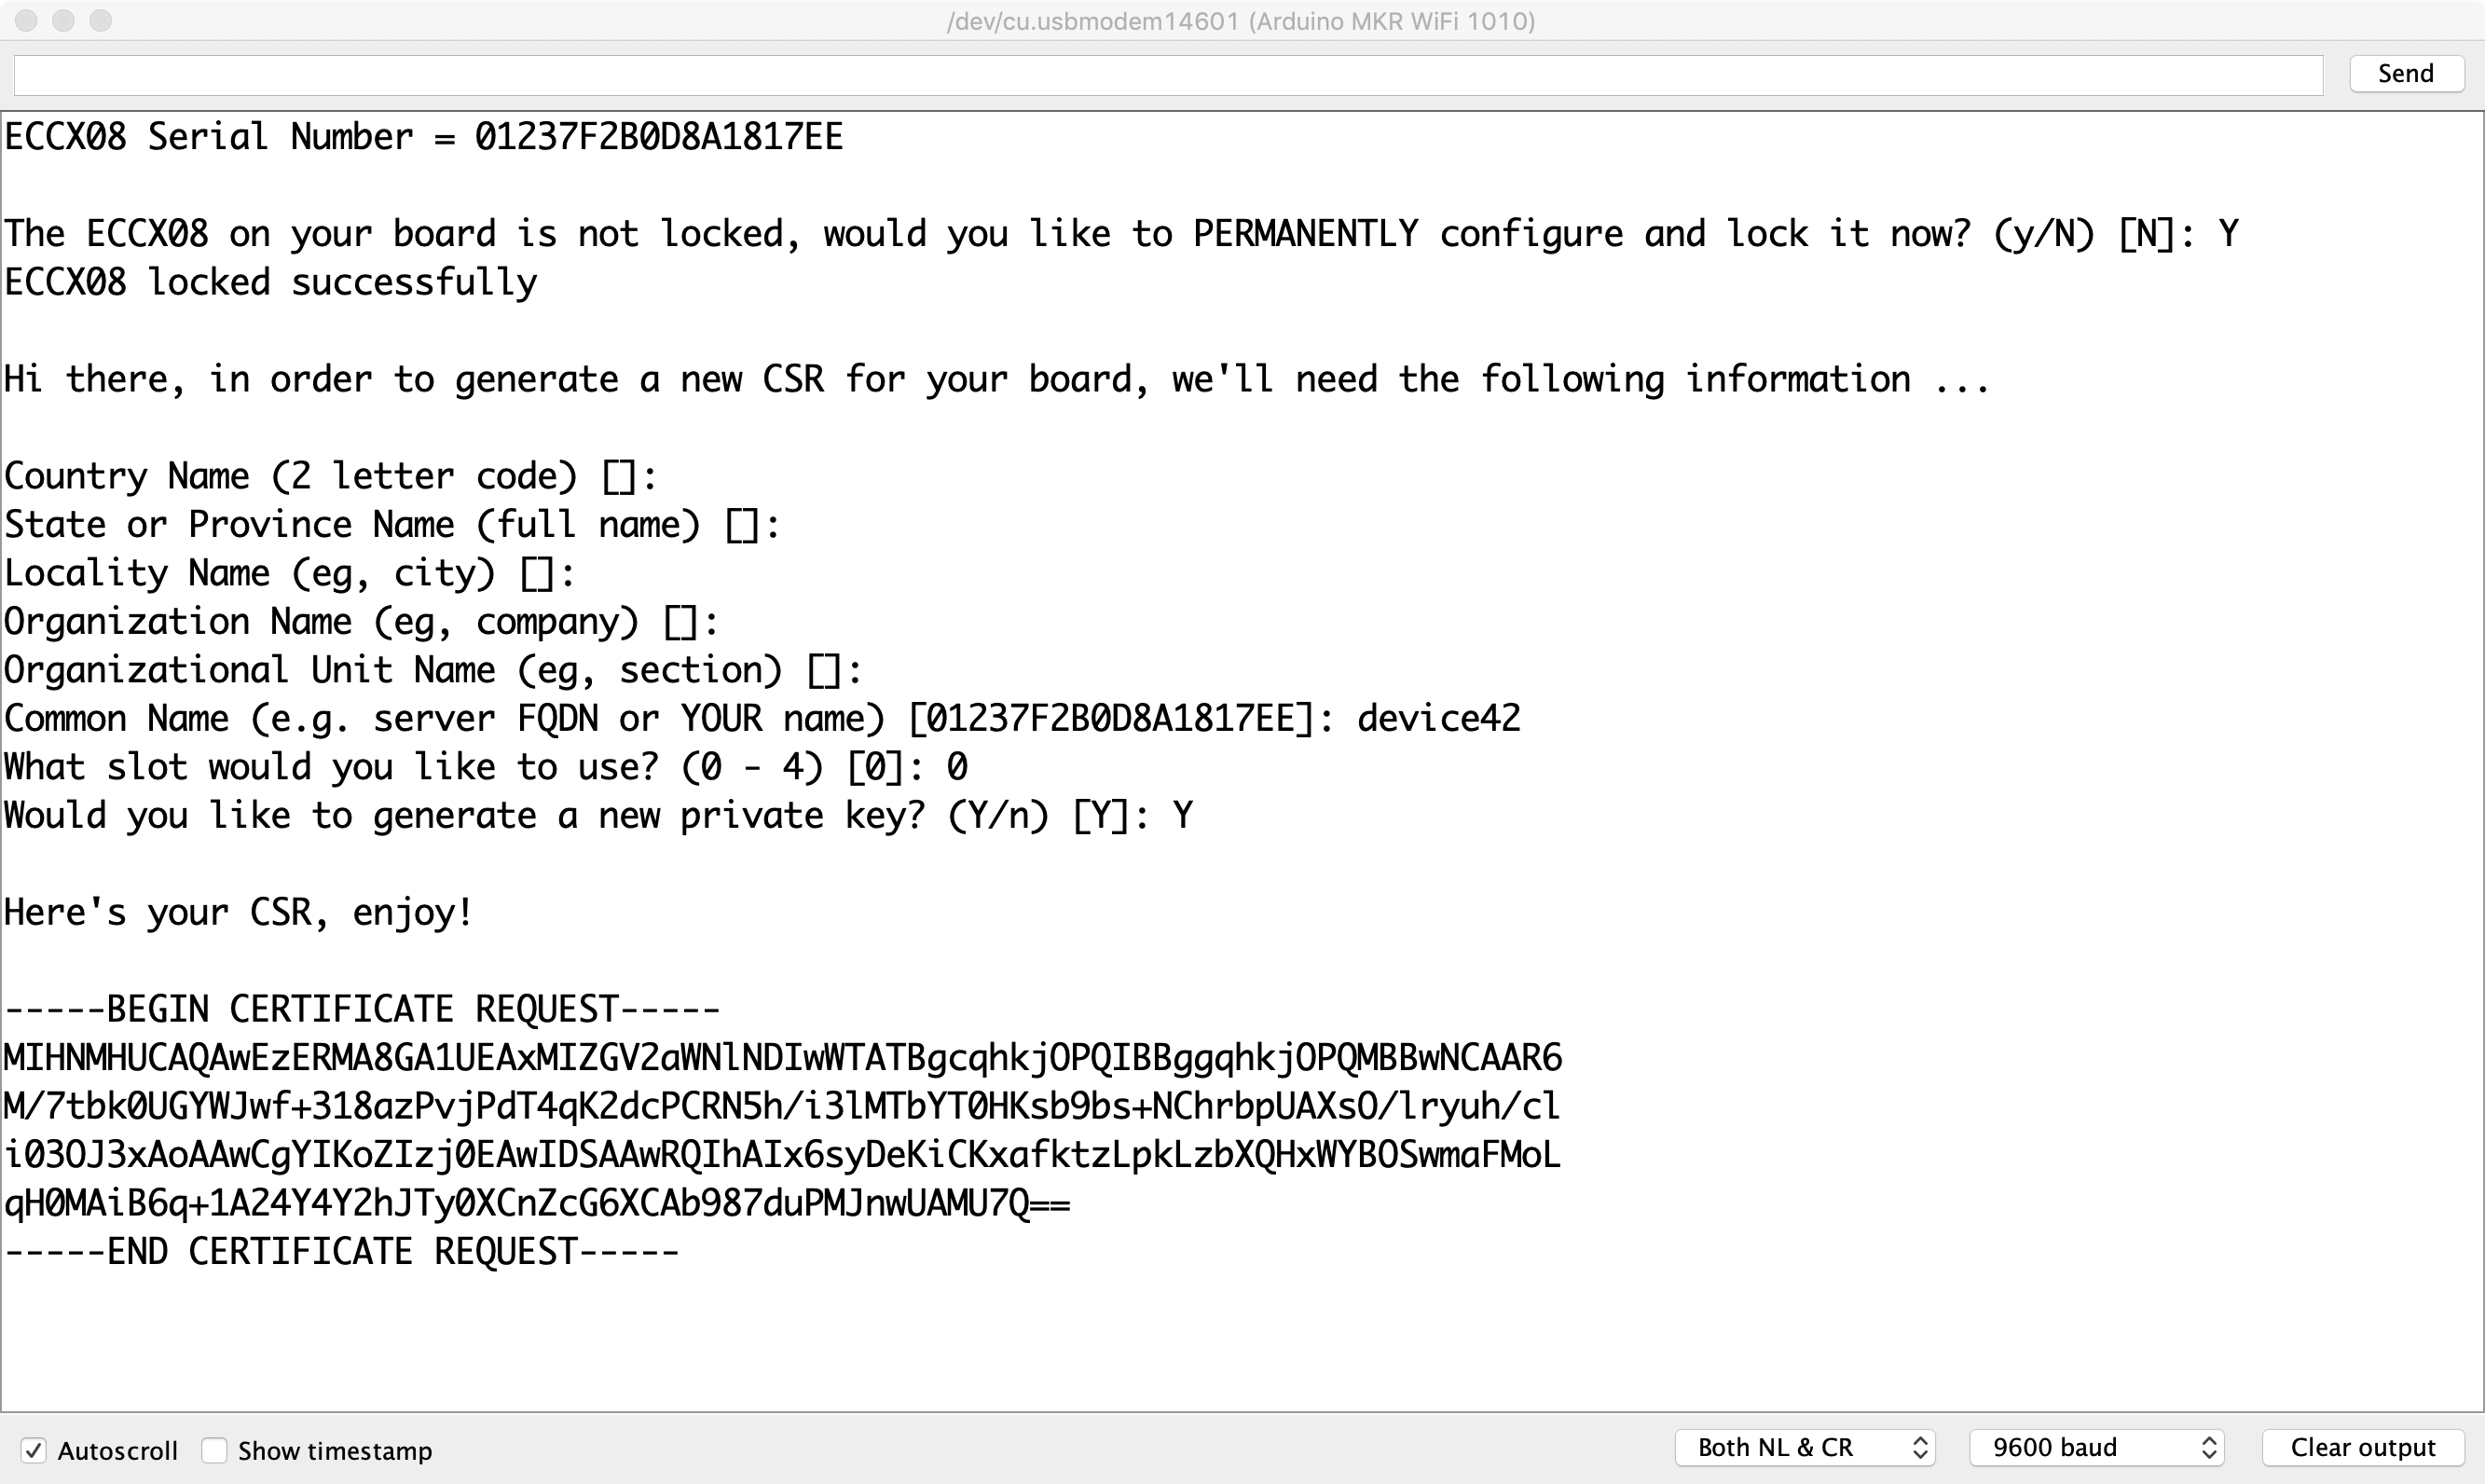 /dev/cu.usbmodem14601 (Arduino MKR WiFi 1010)
Send
ECCX08 Serial Number = 01237F2B0D8A1817EE
The ECCX08 on your board is not locked, would you like to PERMANENTLY configure and lock it now? (y/N) [N]: Y
ECCX08 locked successfully
Hi there, in order to generate a new CSR for your board, we'll need the following information ...
Country Name (2 letter code) []:
State or Province Name (full name) []:
Locality Name (eg, city) []:
Organization Name (eg, company) []:
Organizational Unit Name (eg, section) []:
Common Name (e.g. server FQDN or YOUR name) [01237F2B0D8A1817EE]: device42
What slot would you like to use? (0 - 4) [0]: 0
Would you like to generate a new private key? (Y/n) [Y]: Y
Here's your CSR, enjoy!
-----BEGIN CERTIFICATE REQUEST-----
MIHNMHUCAQAwEzERMA8GA1UEAxMIZGV2aWNlNDIwWTATBgcqhkjOPQIBBggqhkjOPQMBBwNCAAR6
M/7tbk0UGYWJwf+318azPvjPdT4qK2dcPCRN5h/i3lMTbYT0HKsb9bs+NChrbpUAXsO/lryuh/cl
i03OJ3xAoAAwCgYIKoZIzj0EAwIDSAAwRQIhAIx6syDeKiCKxafktzLpkLzbXQHxWYBOSwmaFMoL
qH0MAiB6q+1A24Y4Y2hJTy0XCnZcG6XCAb987duPMJnwUAMU7Q==
-----END CERTIFICATE REQUEST-----
Autoscroll
Show timestamp
Both NL & CR
9600 baud
Clear output